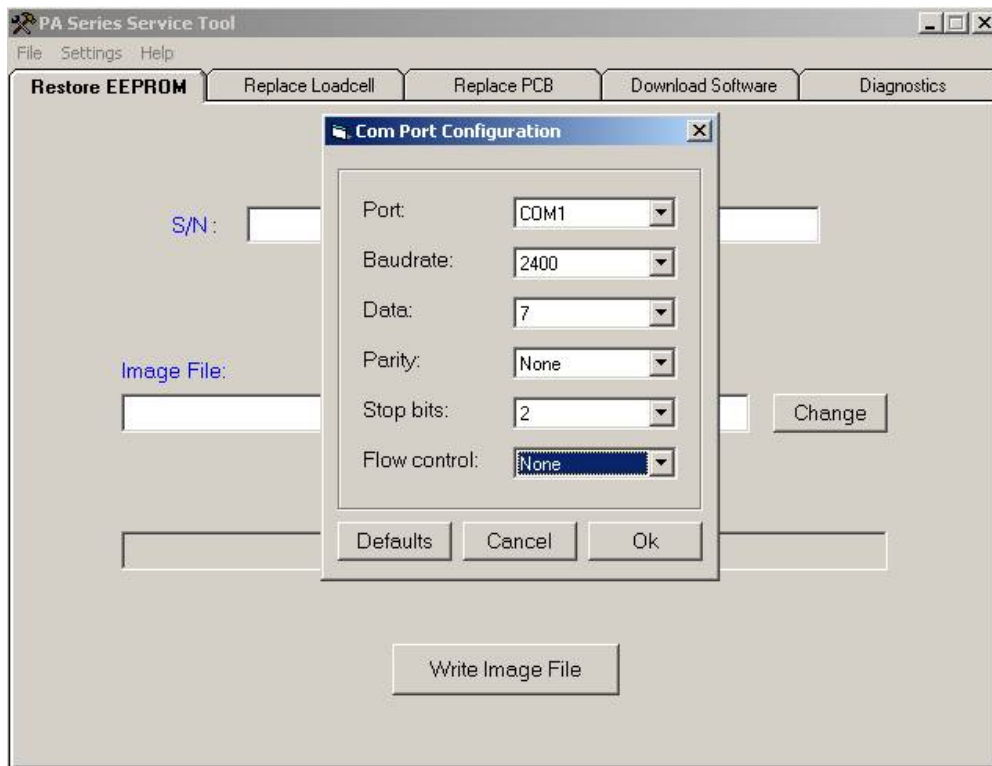 PA Series Service Tool
File Settings Help
Restore EEPROM Replace Loadcell Replace PCB Download Software Diagnostics
Com Port Configuration
Port: COM1
S/N:
Baudrate: 2400
Data: 7
Parity: None
Image File:
Stop bits: 2
Change
Flow control: None
Defaults Cancel Ok
Write Image File